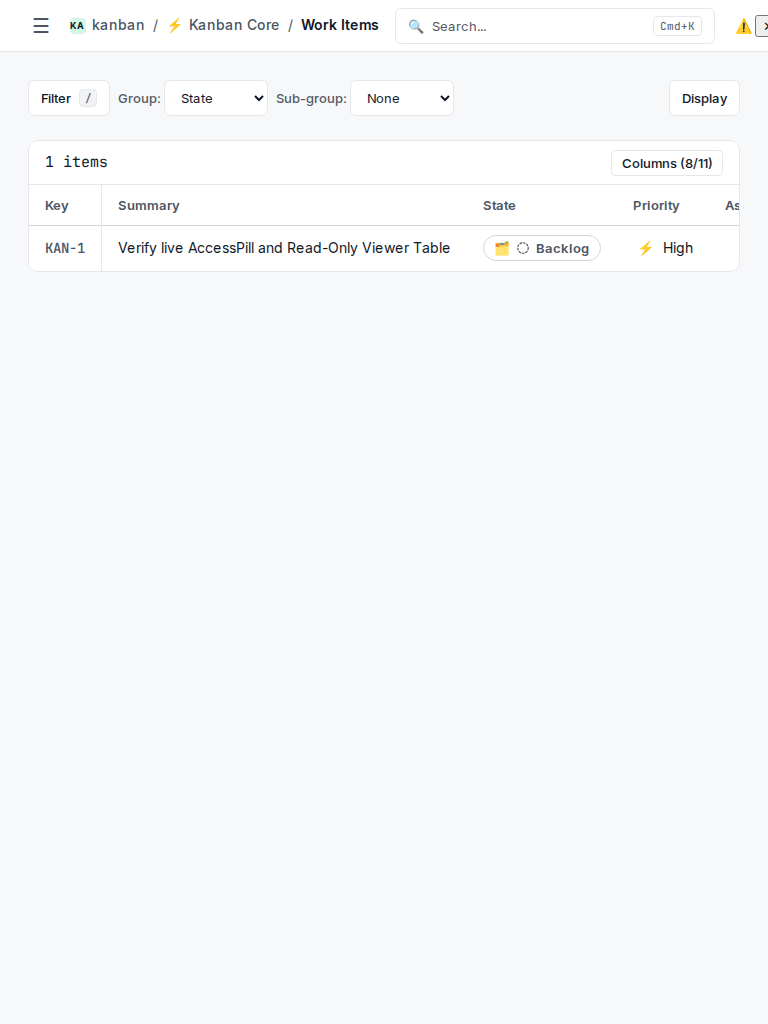 ☰ KA kanban / ⚡ Kanban Core / Work Items 🔍 Search... Cmd+K ⚠️
Filter / Group: State Sub-group: None Display
1 items Columns (8/11)
Key Summary State Priority As
KAN-1 Verify live AccessPill and Read-Only Viewer Table 🗂️ Backlog ⚡ High